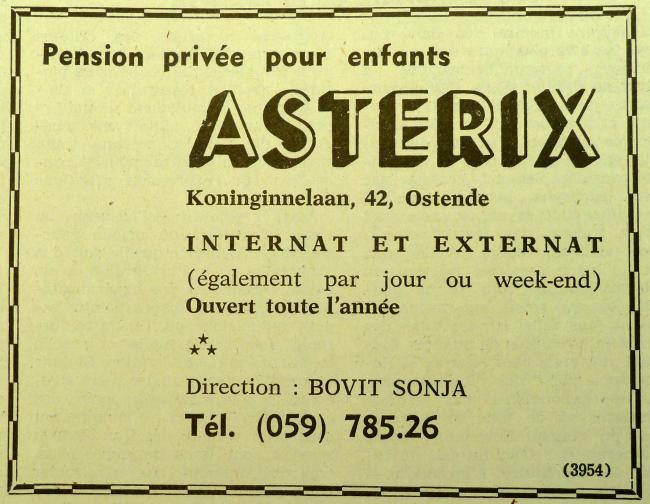 Pension privée pour enfants
ASTERIX
Koninginnelaan, 42, Ostende
INTERNAT ET EXTERNAT
(également par jour ou week-end)
Ouvert toute l'année
Direction : BOVIT SONJA
Tél. (059) 785.26
(3954)